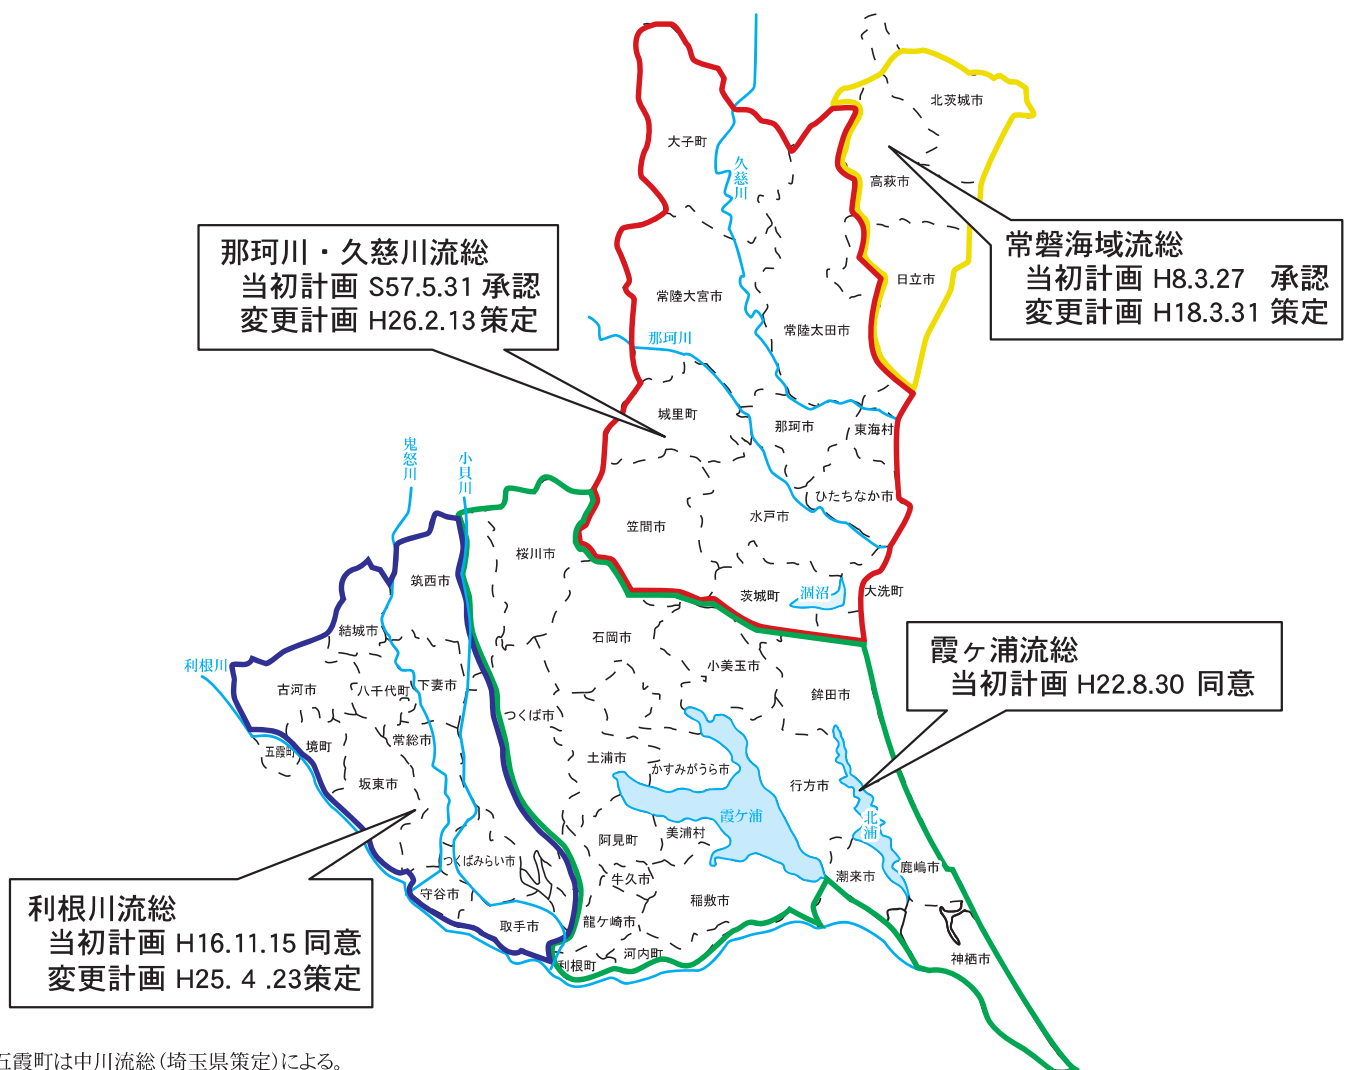 北茨城市
大子町
久慈川
高萩市
那珂川・久慈川流総
当初計画 S57.5.31 承認
変更計画 H26.2.13 策定
常磐海域流総
当初計画 H8.3.27 承認
変更計画 H18.3.31 策定
日立市
常陸大宮市
常陸太田市
那珂川
城里町
那珂市
東海村
鬼怒川
小貝川
ひたちなか市
水戸市
笠間市
桜川市
筑西市
茨城町
涸沼
大洗町
結城市
石岡市
霞ヶ浦流総
当初計画 H22.8.30 同意
利根川
小美玉市
古河市
八千代町
下妻市
鉾田市
つくば市
五霞町
境町
常総市
土浦市
かすみがうら市
坂東市
行方市
霞ケ浦
北浦
阿見町
美浦村
つくばみらい市
鹿嶋市
潮来市
牛久市
守谷市
稲敷市
利根川流総
当初計画 H16.11.15 同意
変更計画 H25. 4 .23策定
取手市
龍ケ崎市
河内町
利根町
神栖市
五霞町は中川流総(埼玉県策定)による。